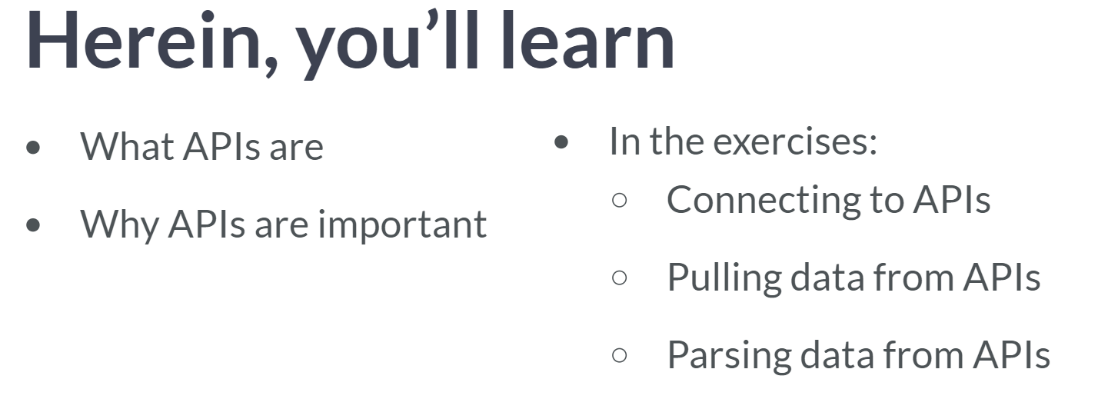 Herein, you’ll learn
• What APIs are
• Why APIs are important
• In the exercises:
○ Connecting to APIs
○ Pulling data from APIs
○ Parsing data from APIs